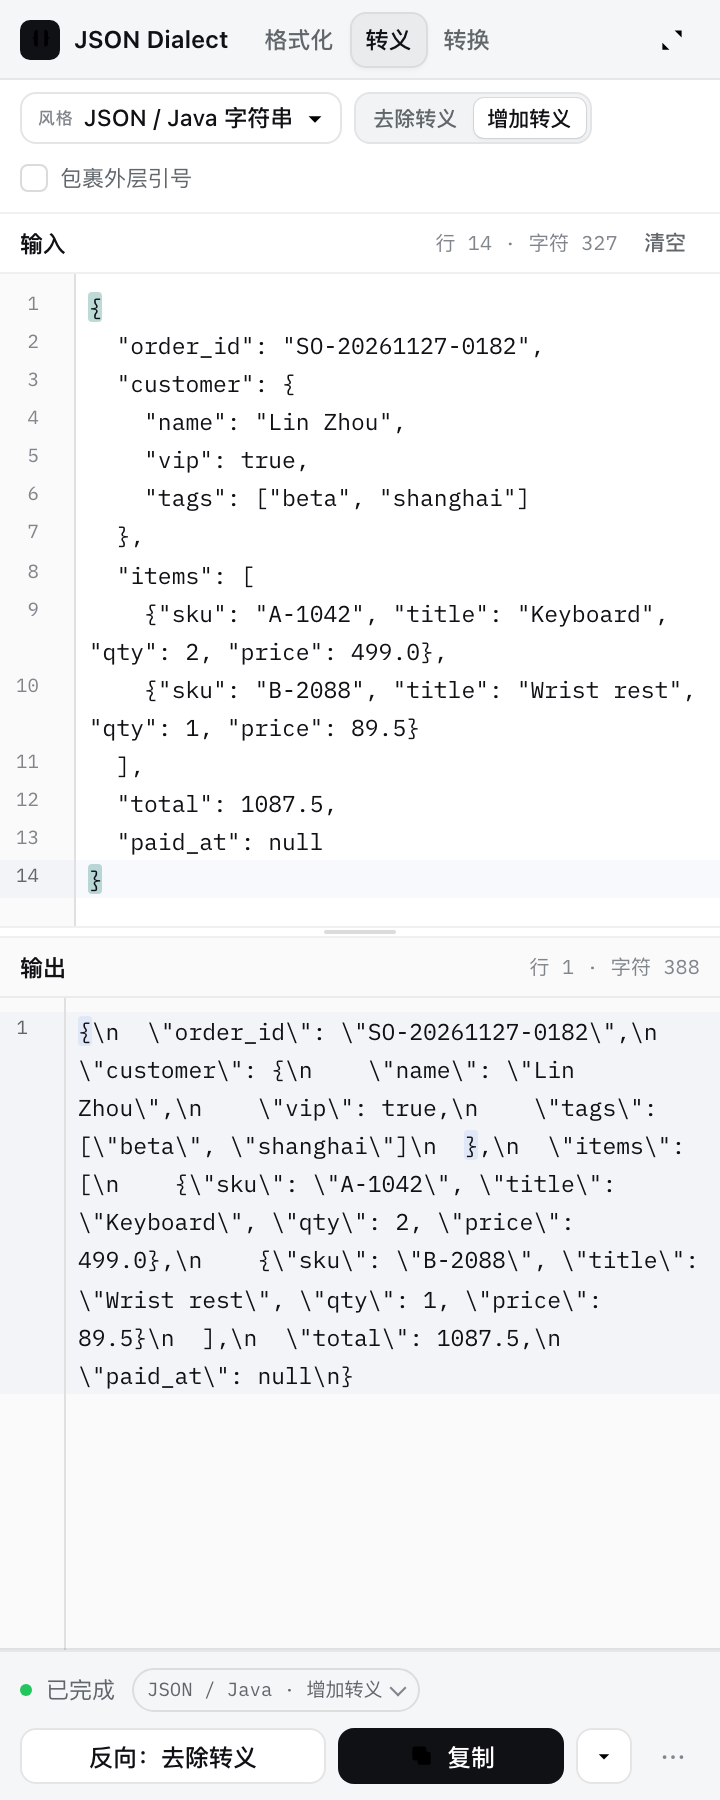 JSON Dialect 格式化 转义 转换
风格 JSON / Java 字符串 去除转义 增加转义
包裹外层引号
输入 行 14 · 字符 327 清空
1 {
2   "order_id": "SO-20261127-0182",
3   "customer": {
4     "name": "Lin Zhou",
5     "vip": true,
6     "tags": ["beta", "shanghai"]
7   },
8   "items": [
9     {"sku": "A-1042", "title": "Keyboard",
"qty": 2, "price": 499.0},
10     {"sku": "B-2088", "title": "Wrist rest",
"qty": 1, "price": 89.5}
11   ],
12   "total": 1087.5,
13   "paid_at": null
14 }
输出 行 1 · 字符 388
1 {\n  \"order_id\": \"SO-20261127-0182\",\n
\"customer\": {\n    \"name\": \"Lin
Zhou\",\n    \"vip\": true,\n    \"tags\":
[\"beta\", \"shanghai\"]\n  },\n  \"items\":
[\n    {\"sku\": \"A-1042\", \"title\":
\"Keyboard\", \"qty\": 2, \"price\":
499.0},\n    {\"sku\": \"B-2088\", \"title\":
\"Wrist rest\", \"qty\": 1, \"price\":
89.5}\n  ],\n  \"total\": 1087.5,\n
\"paid_at\": null\n}
已完成 JSON / Java · 增加转义
反向：去除转义 复制 ···